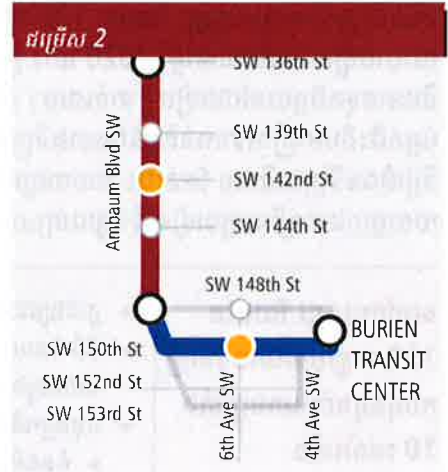 ជម្រើស 2
SW 136th St
SW 139th St
Ambaum Blvd SW
SW 142nd St
SW 144th St
SW 148th St
BURIEN
TRANSIT
CENTER
SW 150th St
SW 152nd St
SW 153rd St
6th Ave SW
4th Ave SW
10